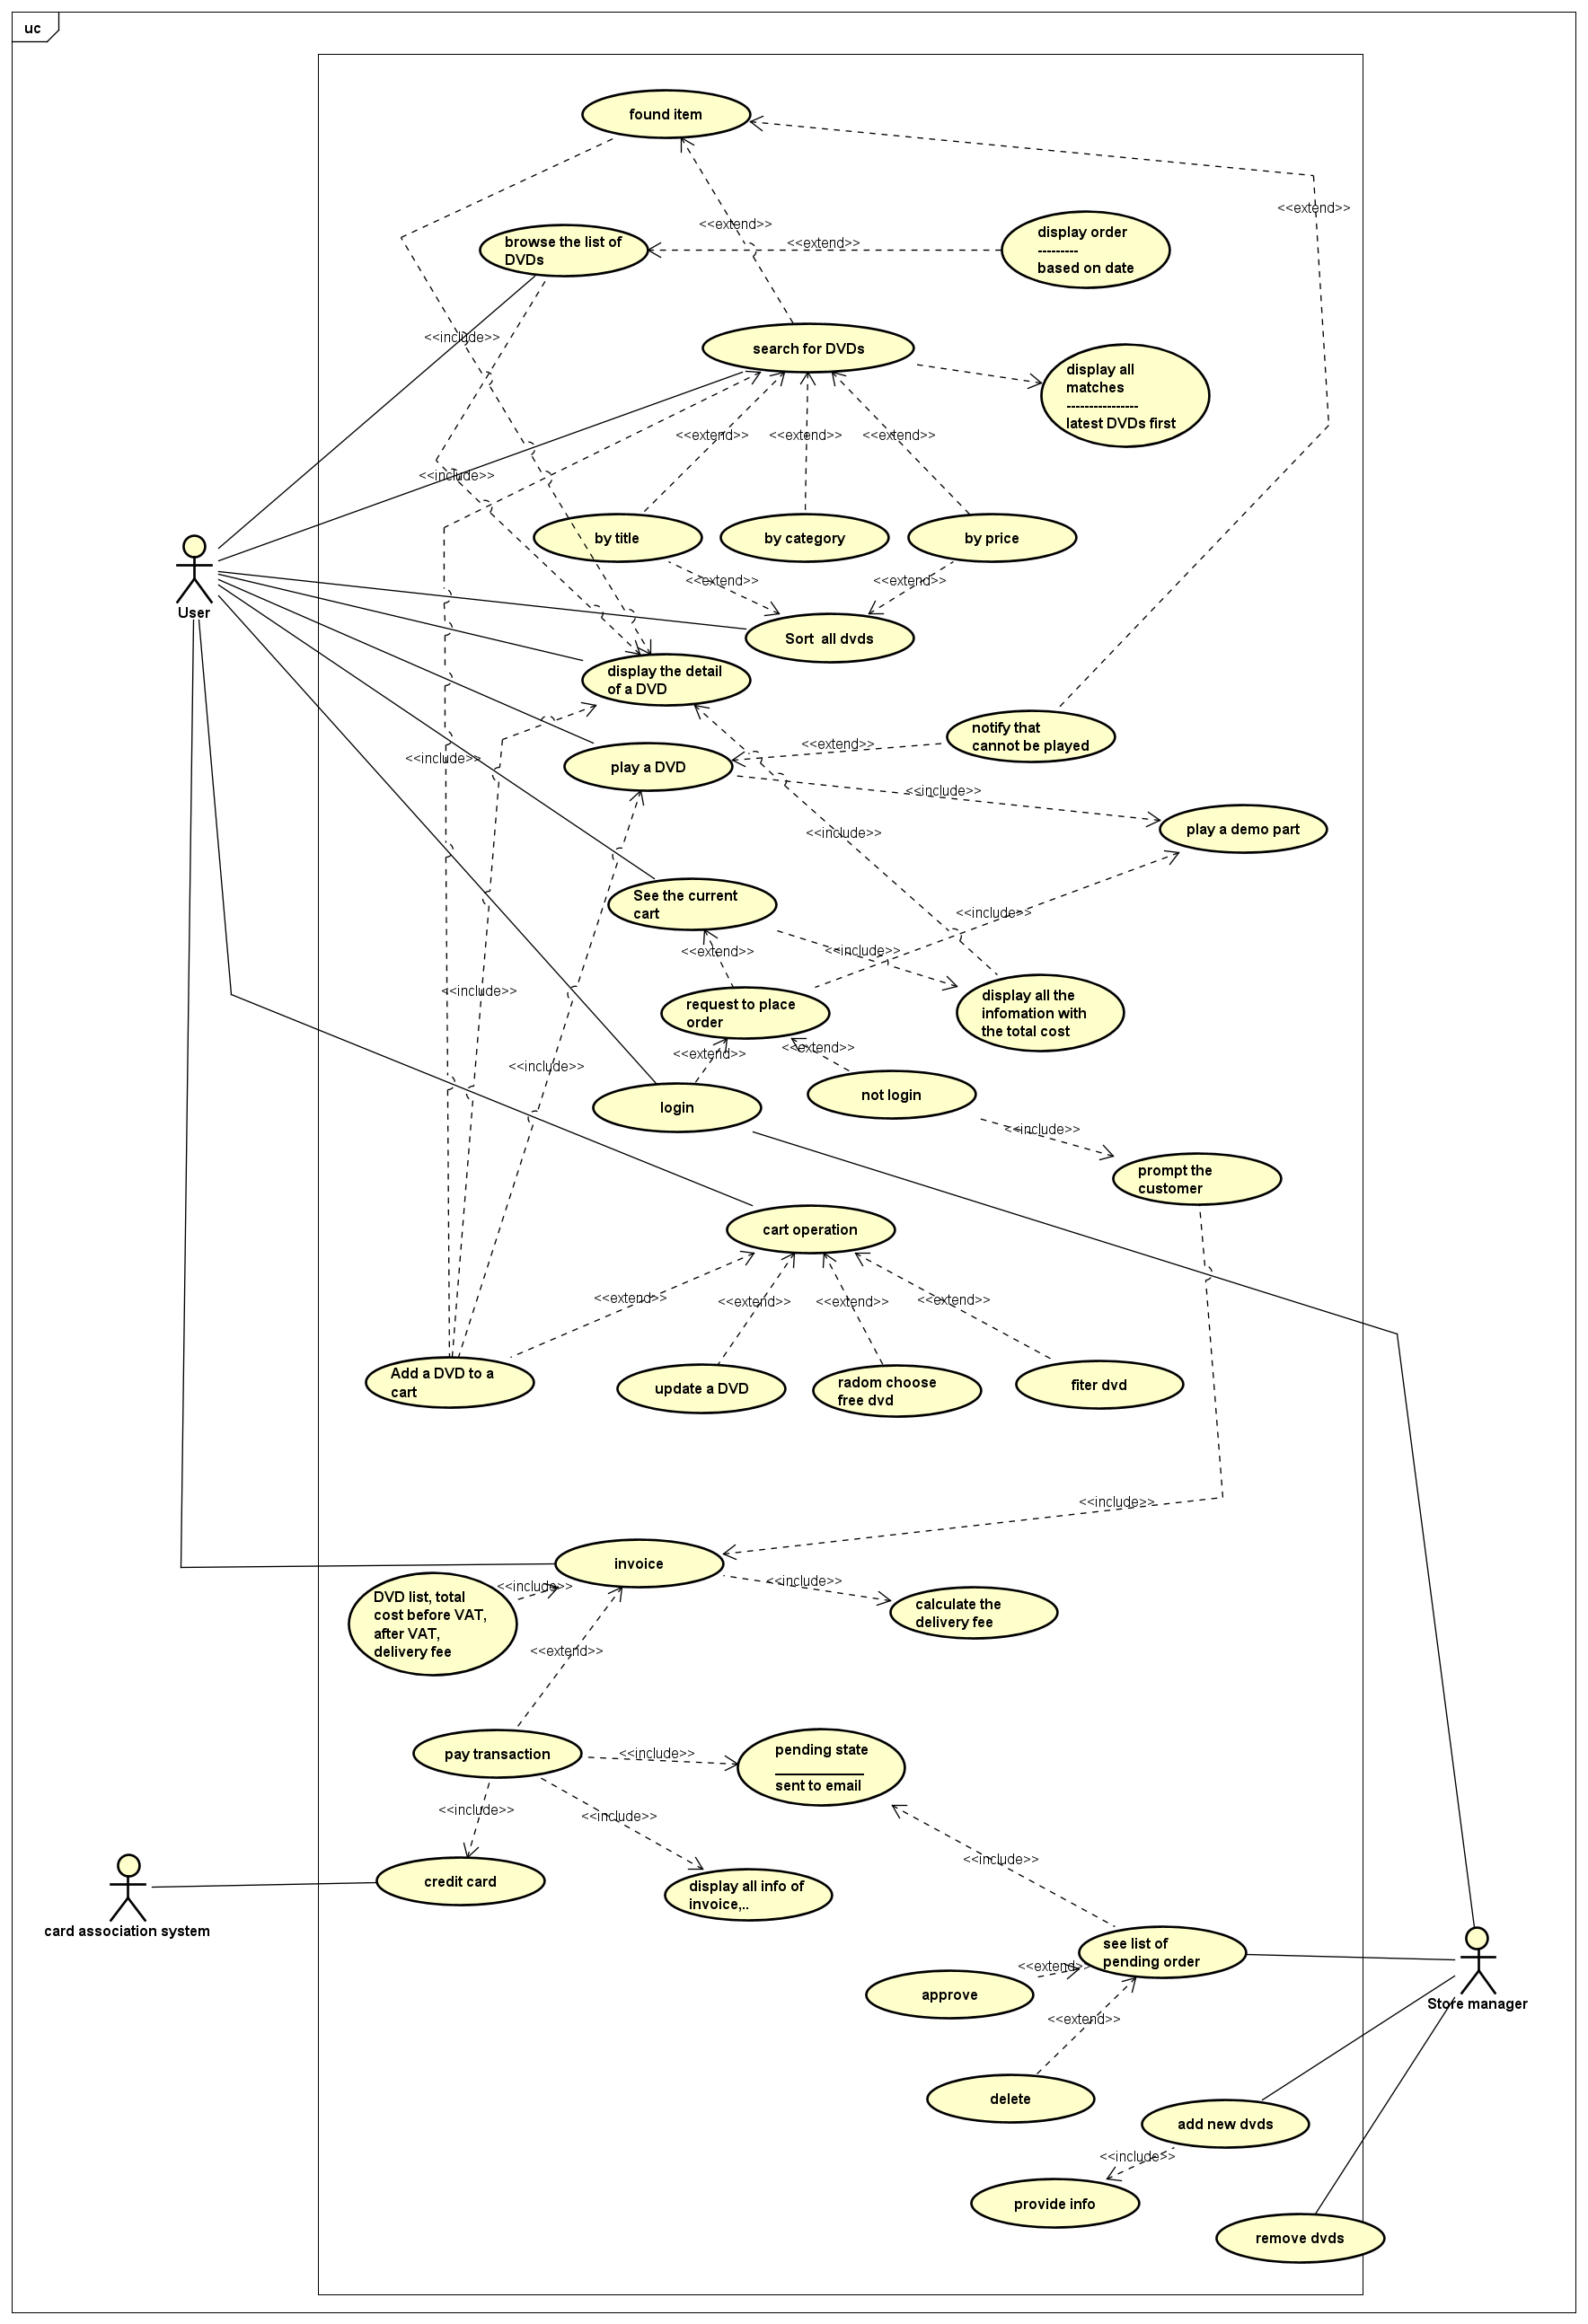 uc
found item
<<extend>>
<<extend>>
browse the list of
DVDs
<<extend>>
display order
---------
based on date
<<include>>
search for DVDs
display all
matches
----------------
latest DVDs first
<<extend>>
<<extend>>
<<extend>>
<<include>>
by title
by category
by price
<<extend>>
<<extend>>
User
Sort  all dvds
display the detail
of a DVD
notify that
cannot be played
<<extend>>
<<include>>
play a DVD
<<include>>
play a demo part
<<include>>
See the current
cart
<<include>>
<<extend>>
<<include>>
<<include>>
request to place
order
display all the
infomation with
the total cost
<<extend>>
<<extend>>
<<include>>
login
not login
<<include>>
prompt the
customer
cart operation
<<extend>>
<<extend>>
<<extend>>
<<extend>>
Add a DVD to a
cart
update a DVD
radom choose
free dvd
fiter dvd
<<include>>
invoice
<<include>>
<<include>>
DVD list, total
cost before VAT,
after VAT,
delivery fee
calculate the
delivery fee
<<extend>>
pay transaction
<<include>>
pending state
___________
sent to email
<<include>>
<<include>>
<<include>>
credit card
display all info of
invoice,..
card association system
see list of
pending order
<<extend>>
approve
Store manager
<<extend>>
delete
add new dvds
<<include>>
provide info
remove dvds